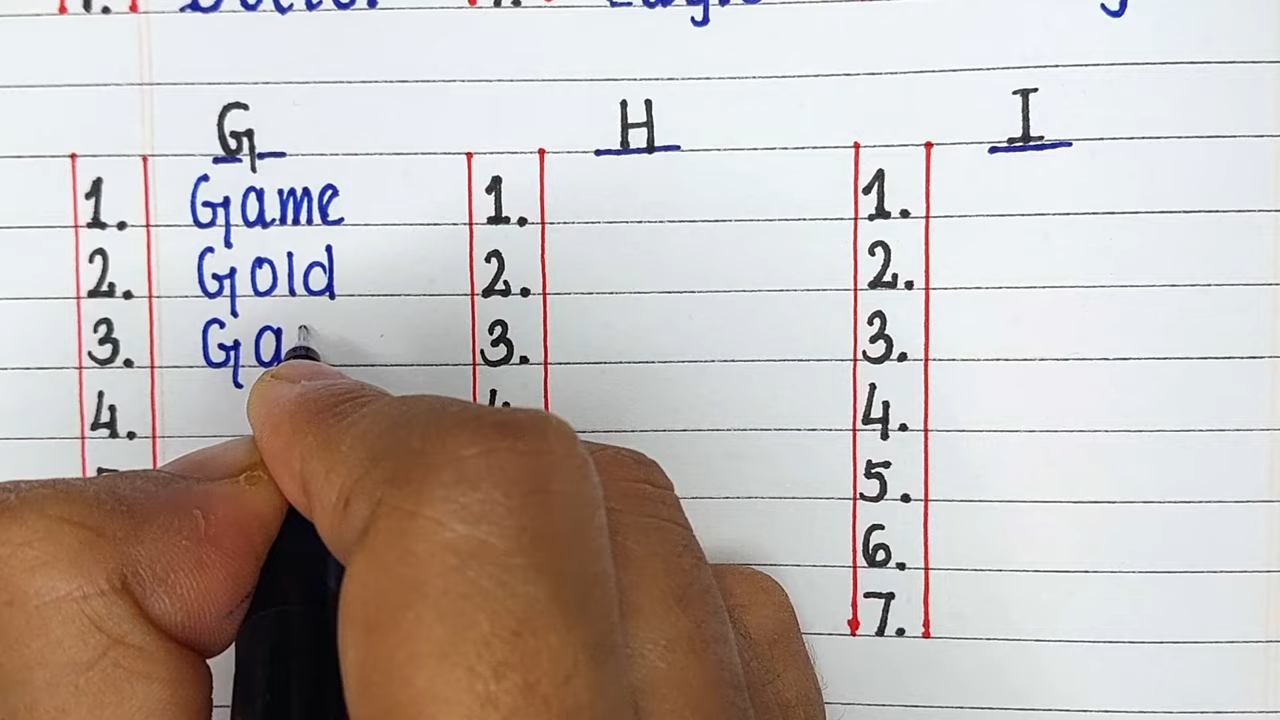 G H I
1. Game 1. 1.
2. Gold 2. 2.
3. Ga 3. 3.
4. 4.
5.
6.
7.